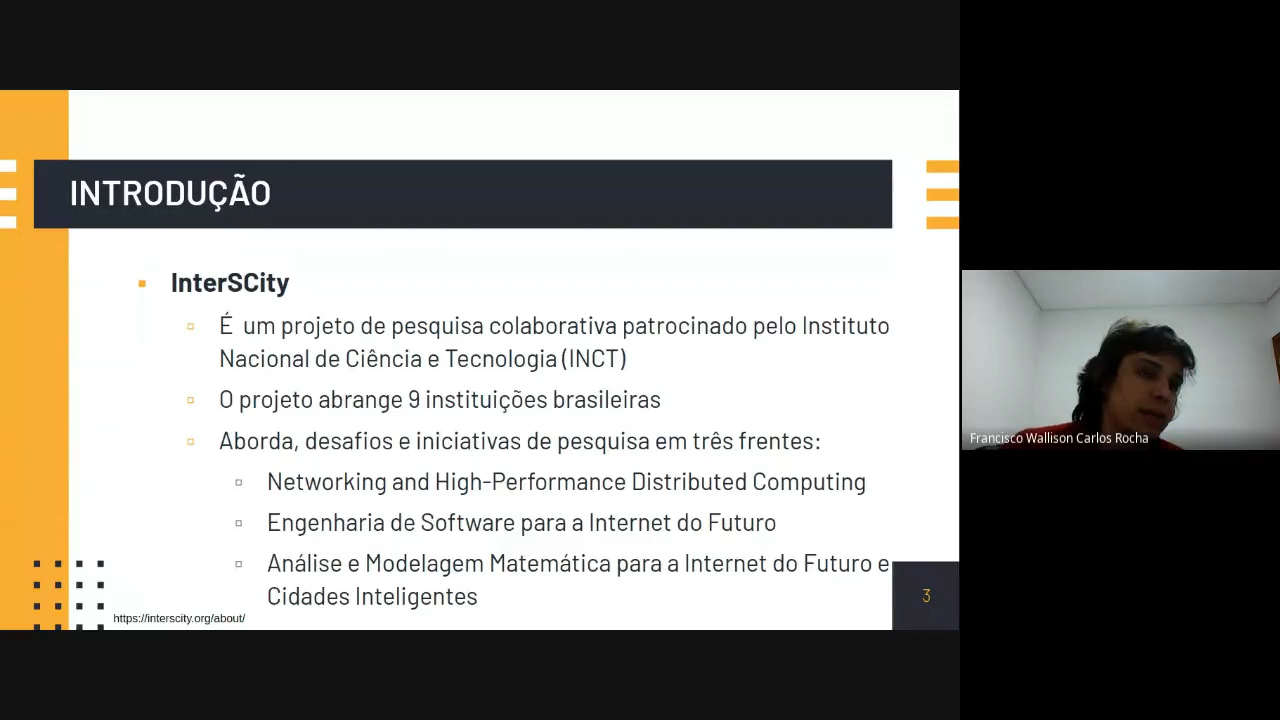 INTRODUÇÃO
InterSCity
É um projeto de pesquisa colaborativa patrocinado pelo Instituto
Nacional de Ciência e Tecnologia (INCT)
O projeto abrange 9 instituições brasileiras
Aborda, desafios e iniciativas de pesquisa em três frentes:
Networking and High-Performance Distributed Computing
Engenharia de Software para a Internet do Futuro
Análise e Modelagem Matemática para a Internet do Futuro e
Cidades Inteligentes
https://interscity.org/about/
3
Francisco Wallison Carlos Rocha